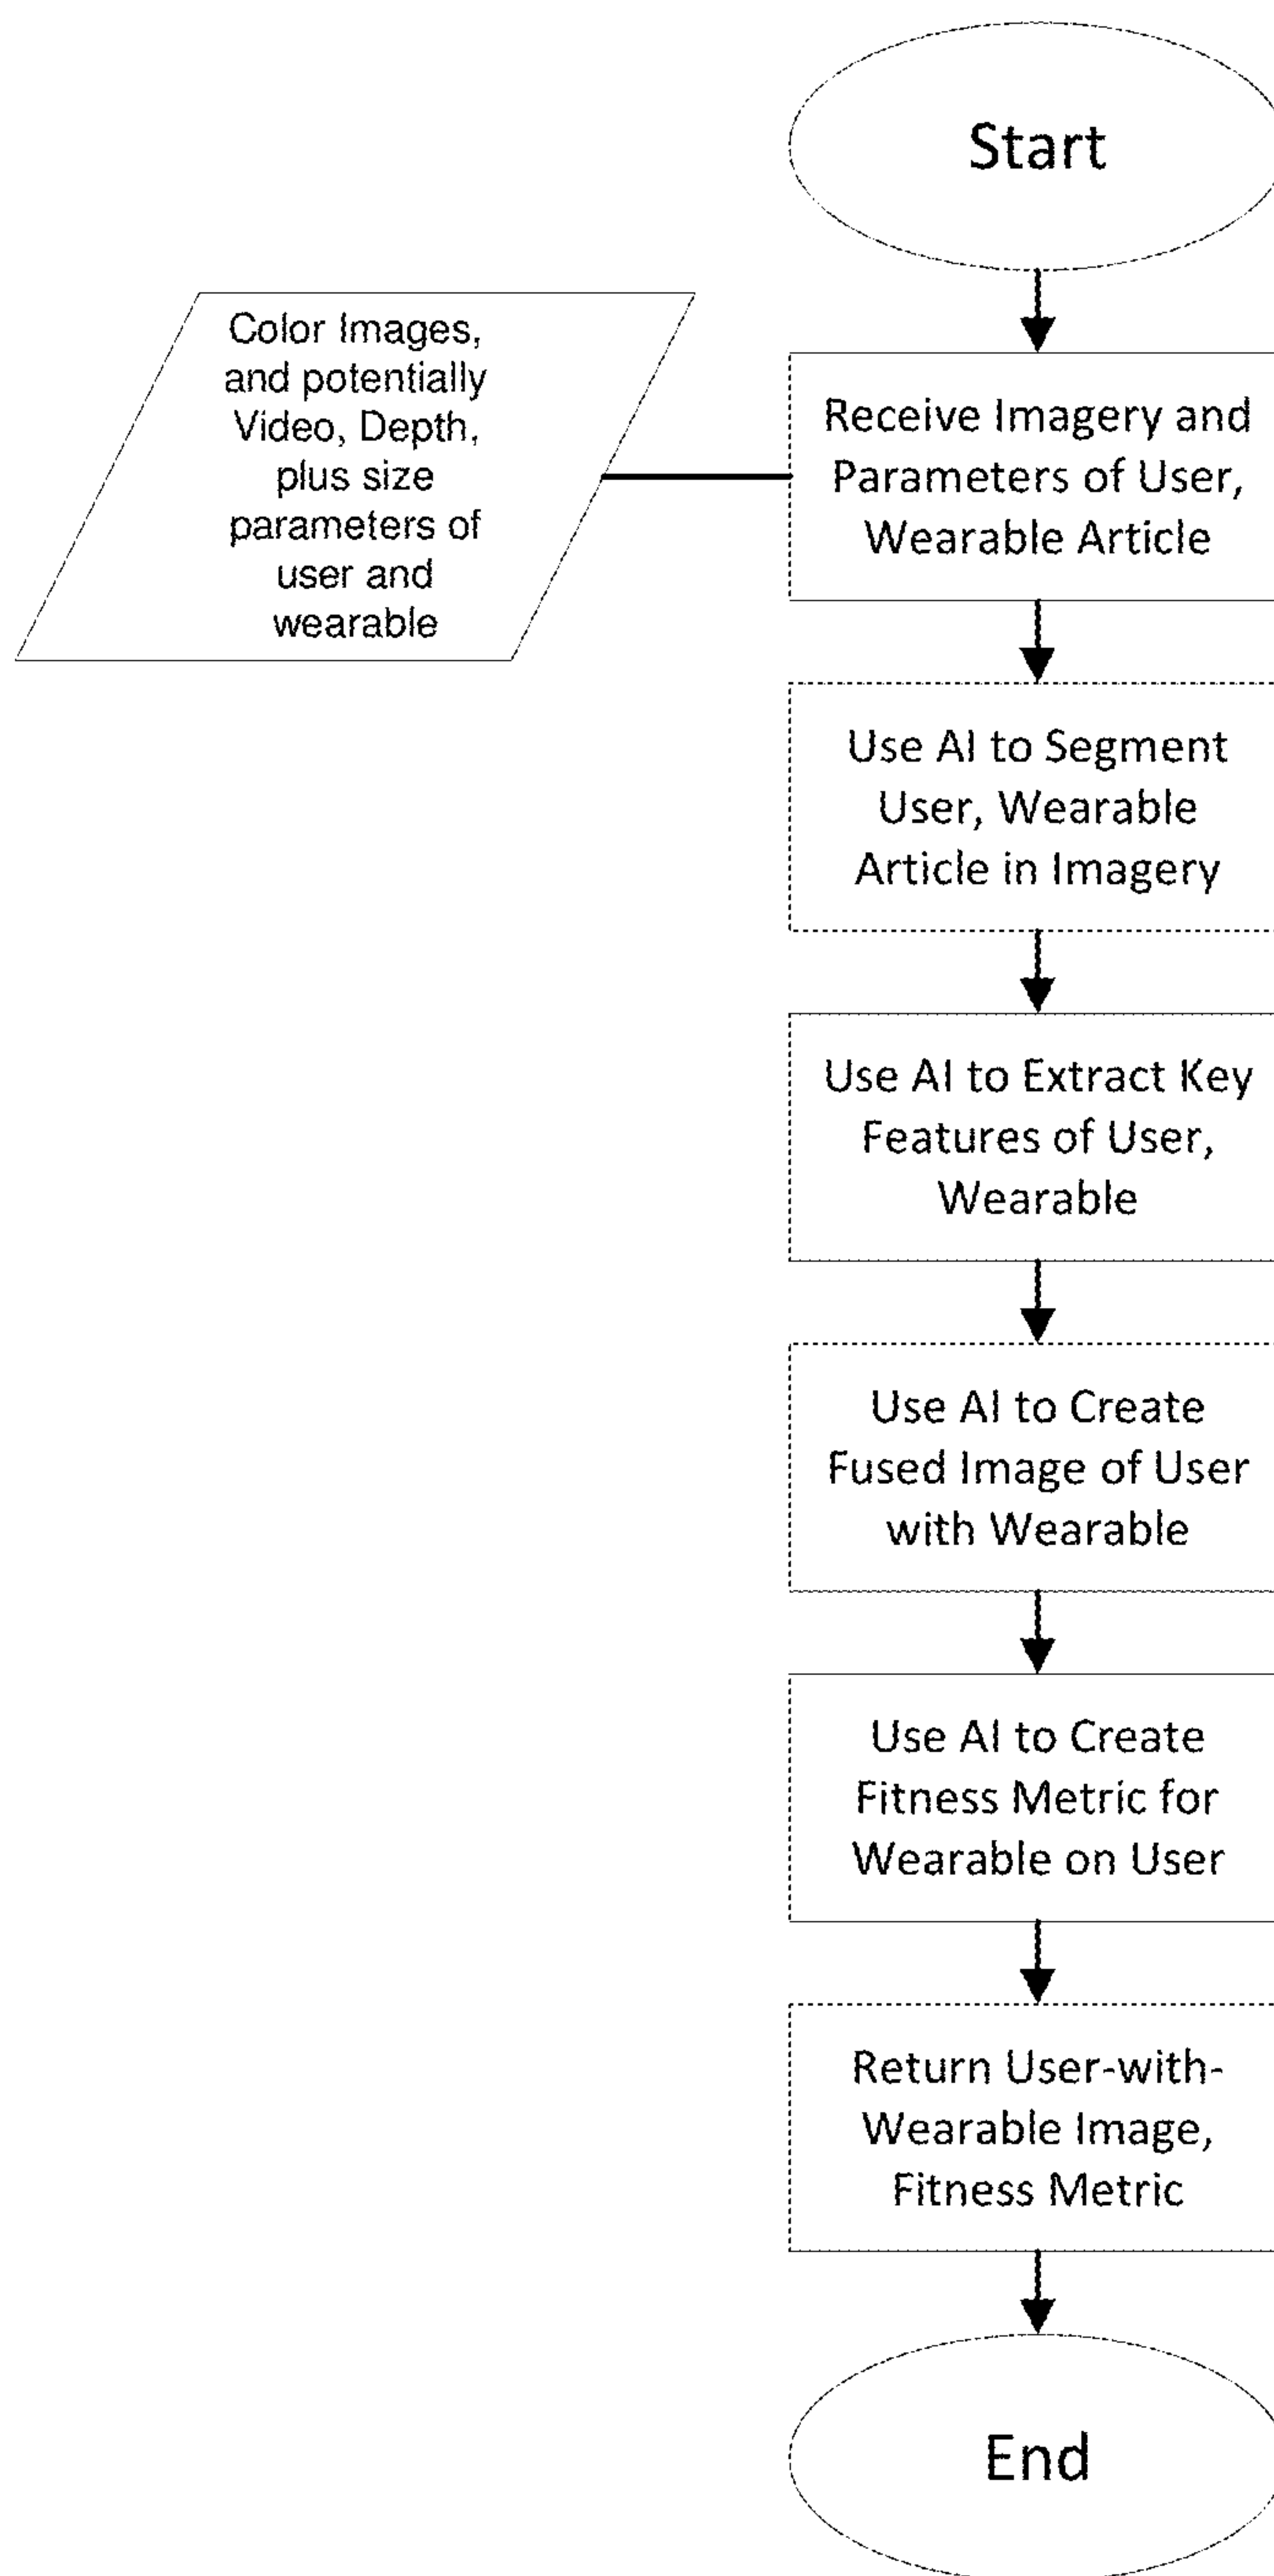 Start
Color Images,
and potentially
Video, Depth,
plus size
parameters of
user and
wearable
Receive Imagery and
Parameters of User,
Wearable Article
Use AI to Segment
User, Wearable
Article in Imagery
Use AI to Extract Key
Features of User,
Wearable
Use AI to Create
Fused Image of User
with Wearable
Use AI to Create
Fitness Metric for
Wearable on User
Return User-with-
Wearable Image,
Fitness Metric
End